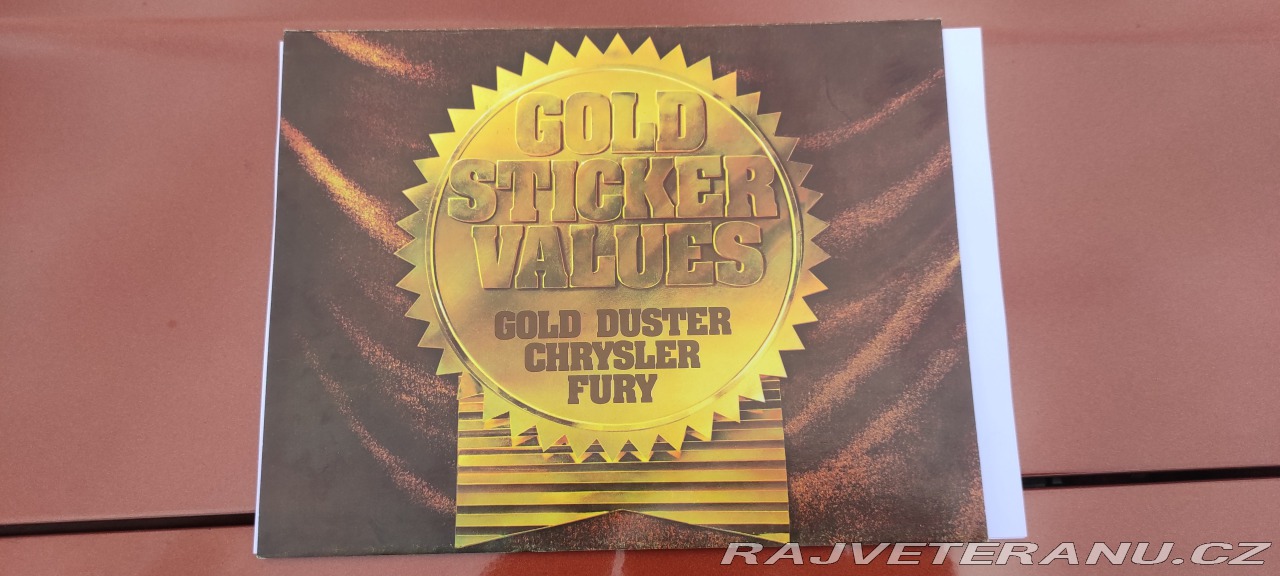 GOLD
STICKER
VALUES
GOLD DUSTER
CHRYSLER
FURY
RAJVETERANU.CZ